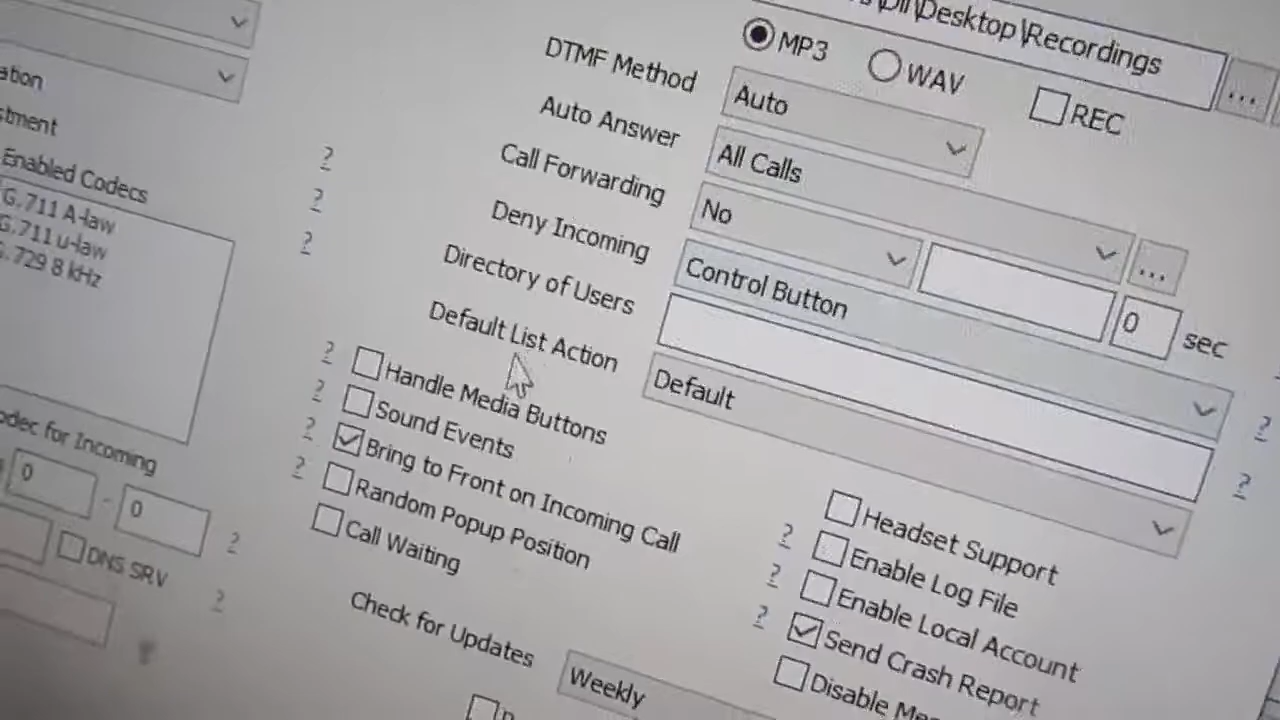 Desktop\Recordings
...
MP3
WAV
REC
DTMF Method
Auto
Auto Answer
All Calls
...
Call Forwarding
No
0
sec
Deny Incoming
Control Button
Directory of Users
?
Default List Action
Default
?
Enabled Codecs
G.711 A-law
G.711 u-law
G.729 8 kHz
?
?
?
for Incoming
0
-
0
?
DNS SRV
?
? Handle Media Buttons
? Sound Events
? Bring to Front on Incoming Call
? Random Popup Position
Call Waiting
Headset Support
? Enable Log File
? Enable Local Account
? Send Crash Report
Disable
Check for Updates
Weekly